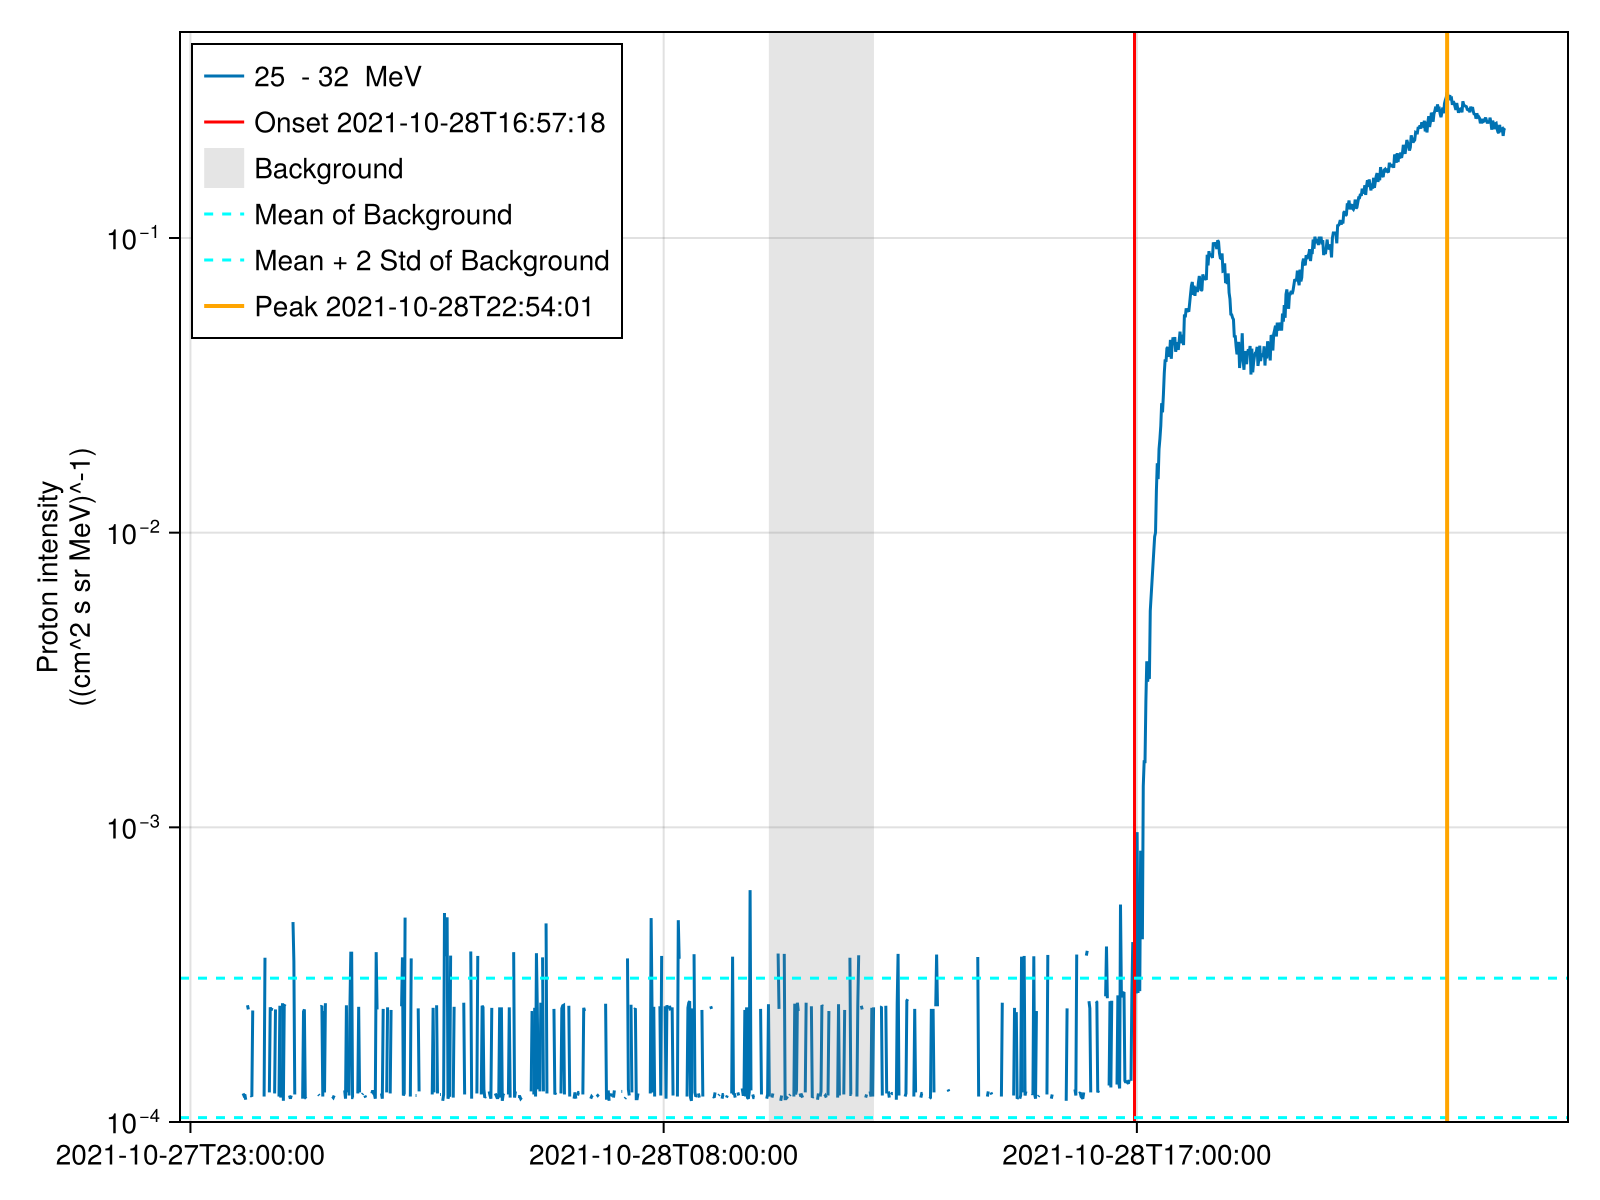 25  - 32  MeV
Onset 2021-10-28T16:57:18
Background
Mean of Background
Mean + 2 Std of Background
Peak 2021-10-28T22:54:01
Proton intensity
((cm^2 s sr MeV)^-1)
10⁻¹
10⁻²
10⁻³
10⁻⁴
2021-10-27T23:00:00
2021-10-28T08:00:00
2021-10-28T17:00:00